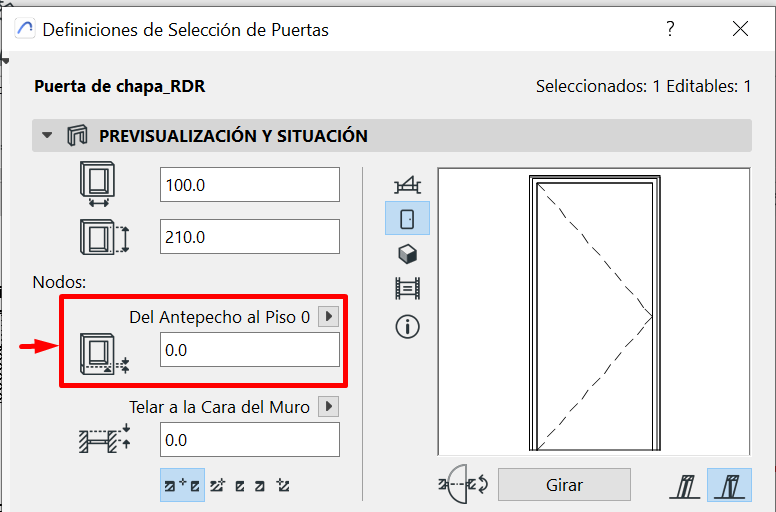 Definiciones de Selección de Puertas
?
Puerta de chapa_RDR
Seleccionados: 1 Editables: 1
PREVISUALIZACIÓN Y SITUACIÓN
100.0
210.0
Nodos:
Del Antepecho al Piso 0
0.0
Telar a la Cara del Muro
0.0
Girar